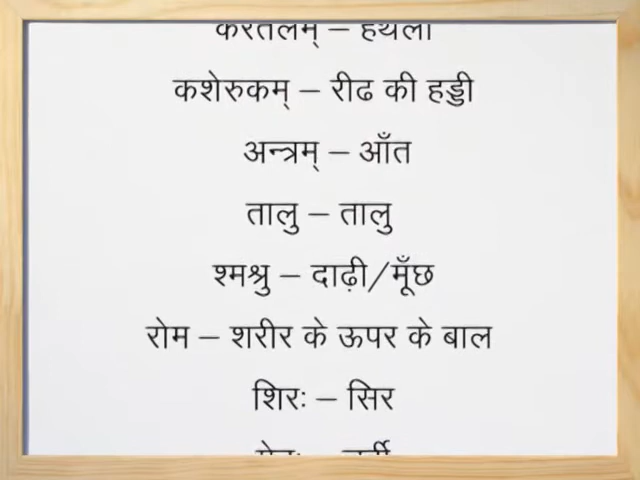 करतलम् – हथेली
कशेरुकम् – रीढ की हड्डी
अन्त्रम् – आँत
तालु – तालु
श्मश्रु – दाढ़ी/मूँछ
रोम – शरीर के ऊपर के बाल
शिरः – सिर